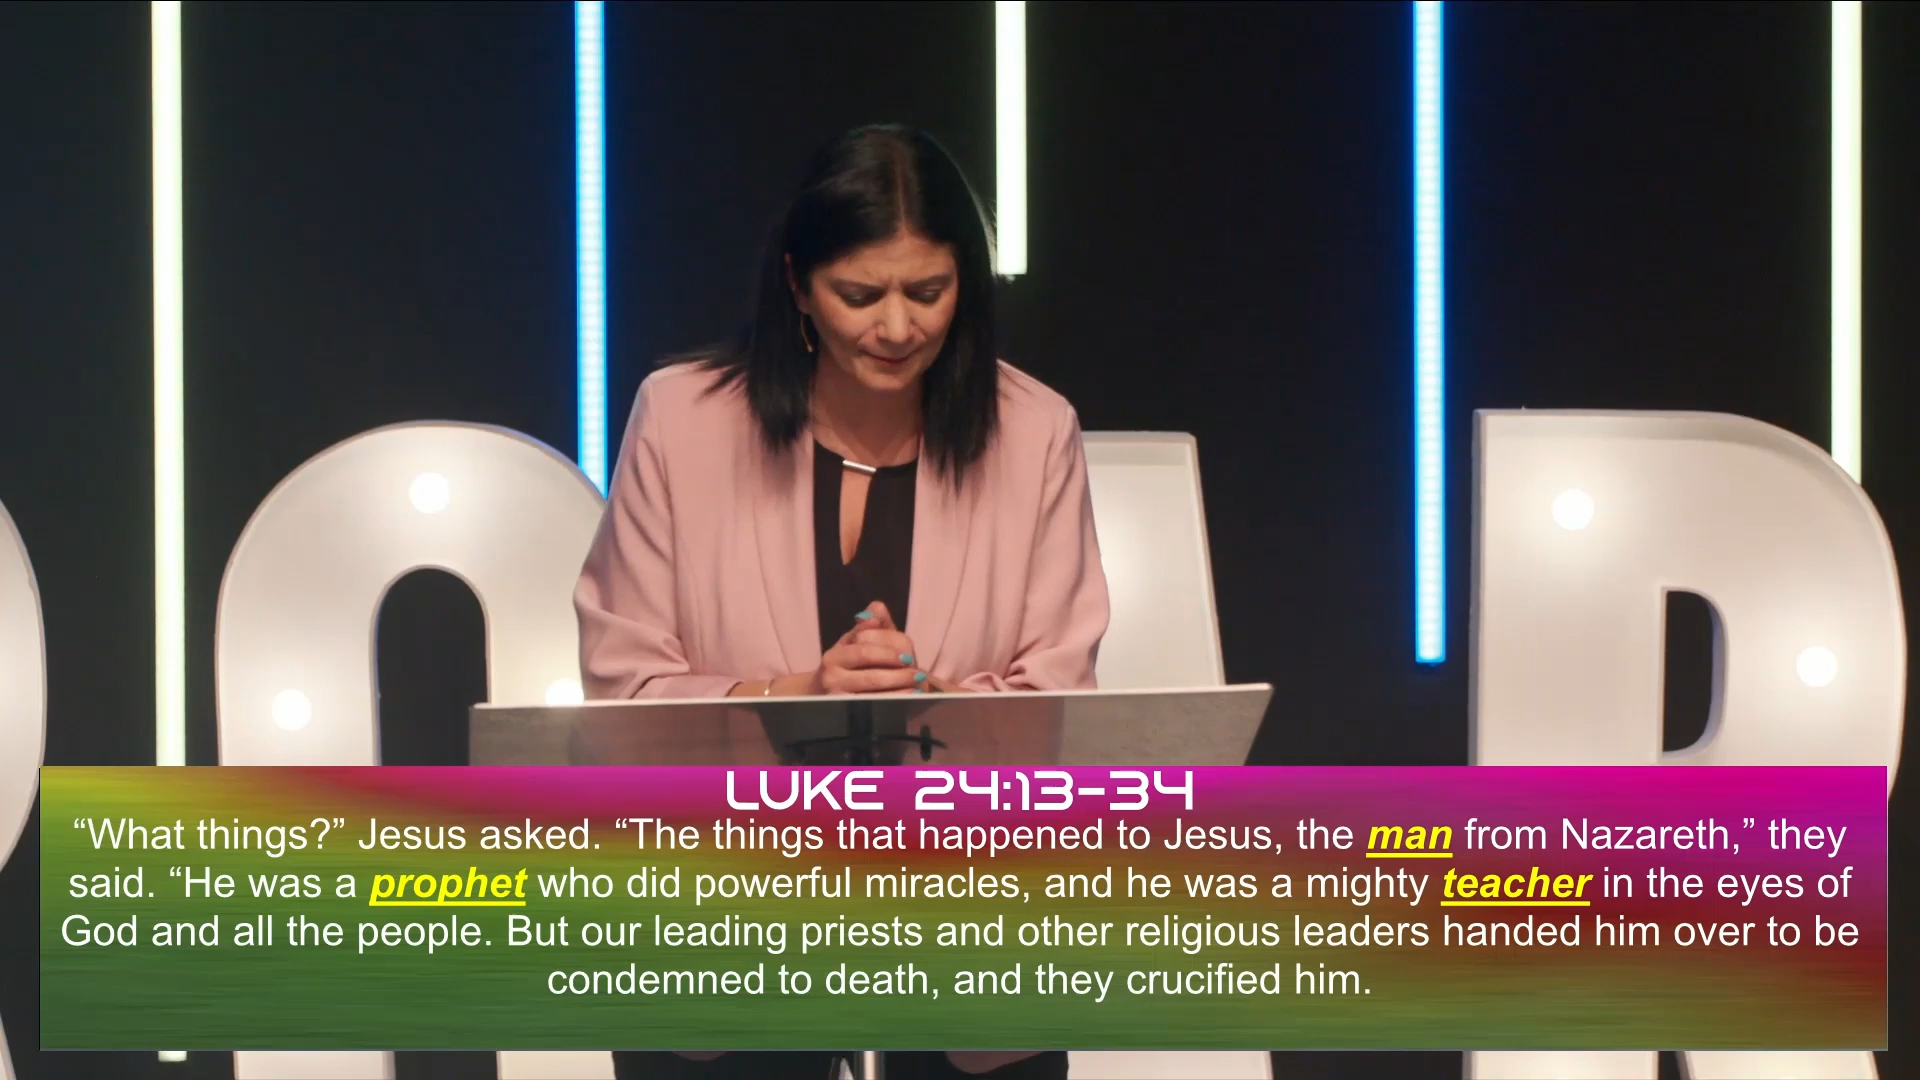 LUKE 24:13-34
“What things?” Jesus asked. “The things that happened to Jesus, the man from Nazareth,” they
said. “He was a prophet who did powerful miracles, and he was a mighty teacher in the eyes of
God and all the people. But our leading priests and other religious leaders handed him over to be
condemned to death, and they crucified him.